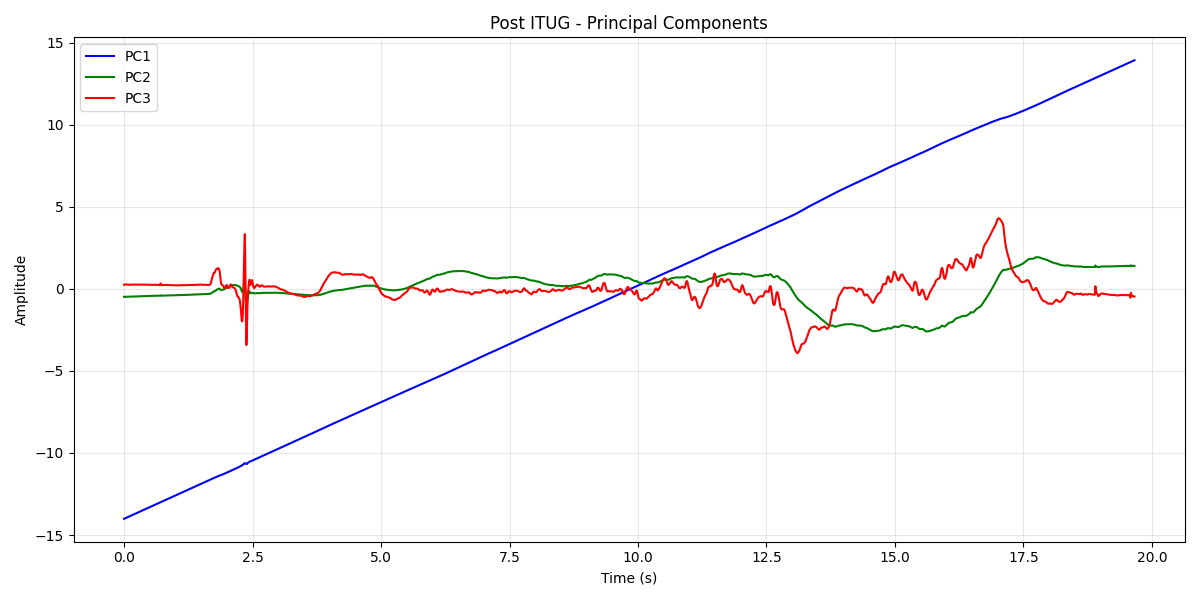 Post ITUG - Principal Components
PC1
PC2
PC3
Amplitude
15
10
5
0
−5
−10
−15
0.0 2.5 5.0 7.5 10.0 12.5 15.0 17.5 20.0
Time (s)